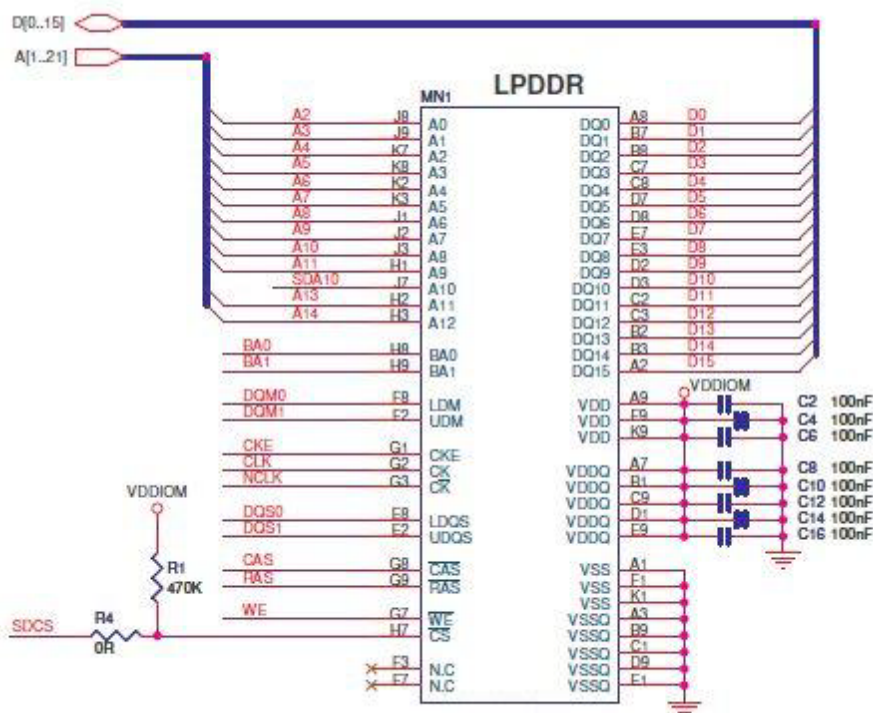 D[0..15]
A[1..21]
LPDDR
MN1
A2 J8 A0 DQ0 A8 D0
A3 J9 A1 DQ1 B7 D1
A4 K7 A2 DQ2 B8 D2
A5 K8 A3 DQ3 C7 D3
A6 K2 A4 DQ4 C8 D4
A7 K3 A5 DQ5 D7 D5
A8 J1 A6 DQ6 D8 D6
A9 J2 A7 DQ7 E7 D7
A10 J3 A8 DQ8 E3 D8
A11 H1 A9 DQ9 D2 D9
SDA10 J7 A10 DQ10 D3 D10
A13 H2 A11 DQ11 C2 D11
A14 H3 A12 DQ12 C3 D12
DQ13 B2 D13
BA0 H8 BA0 DQ14 B3 D14
BA1 H9 BA1 DQ15 A2 D15
VDDIOM
DQM0 F8 LDM VDD A9 C2 100nF
DQM1 F2 UDM VDD F9 C4 100nF
VDD K9 C6 100nF
CKE G1 CKE
CLK G2 CK VDDQ A7 C8 100nF
NCLK G3 CK VDDQ B1 C10 100nF
VDDIOM
VDDQ C9 C12 100nF
DQS0 E8 LDQS VDDQ D1 C14 100nF
DQS1 E2 UDQS VDDQ E9 C16 100nF
CAS G8 CAS VSS A1
RAS G9 RAS VSS F1
R1
470K
VSS K1
WE G7 WE VSSQ A3
SDCS R4 0R H7 CS VSSQ B9
VSSQ C1
F3 N.C VSSQ D9
F7 N.C VSSQ E1